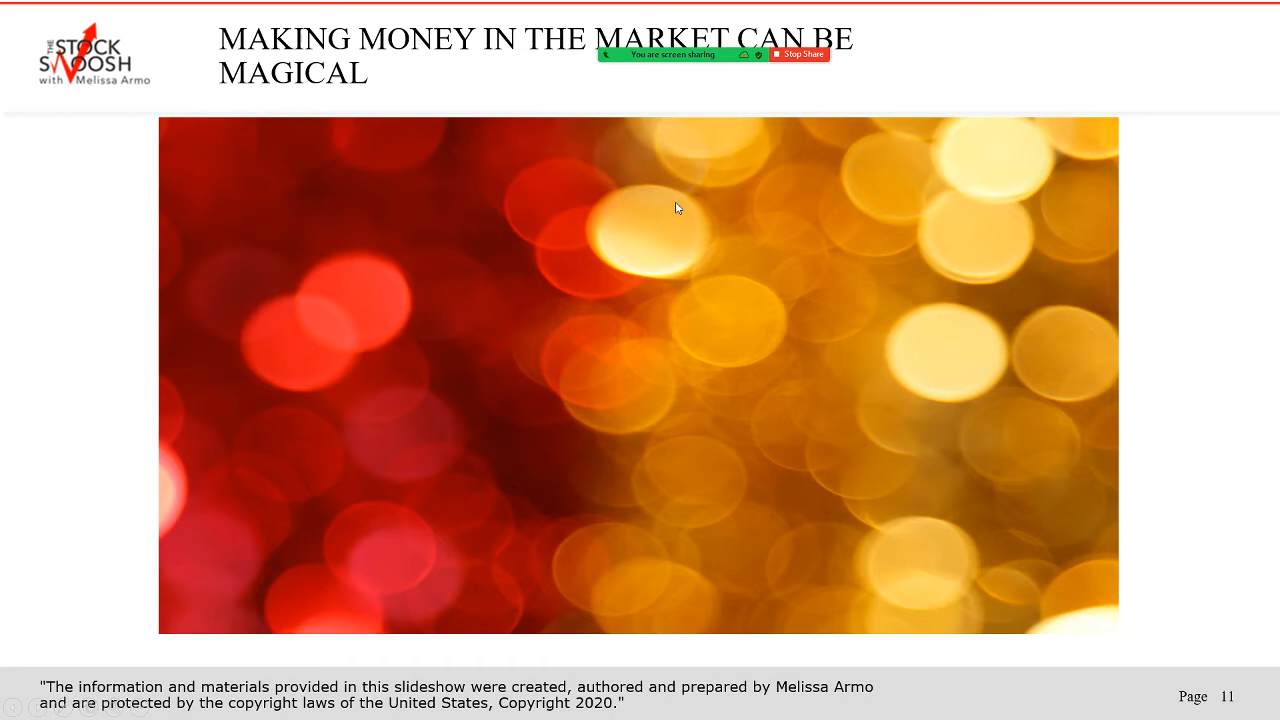 THE
STOCK
SWOOSH
with Melissa Armo
MAKING MONEY IN THE MARKET CAN BE
MAGICAL
You are screen sharing
Stop Share
"The information and materials provided in this slideshow were created, authored and prepared by Melissa Armo
and are protected by the copyright laws of the United States, Copyright 2020."
Page 11